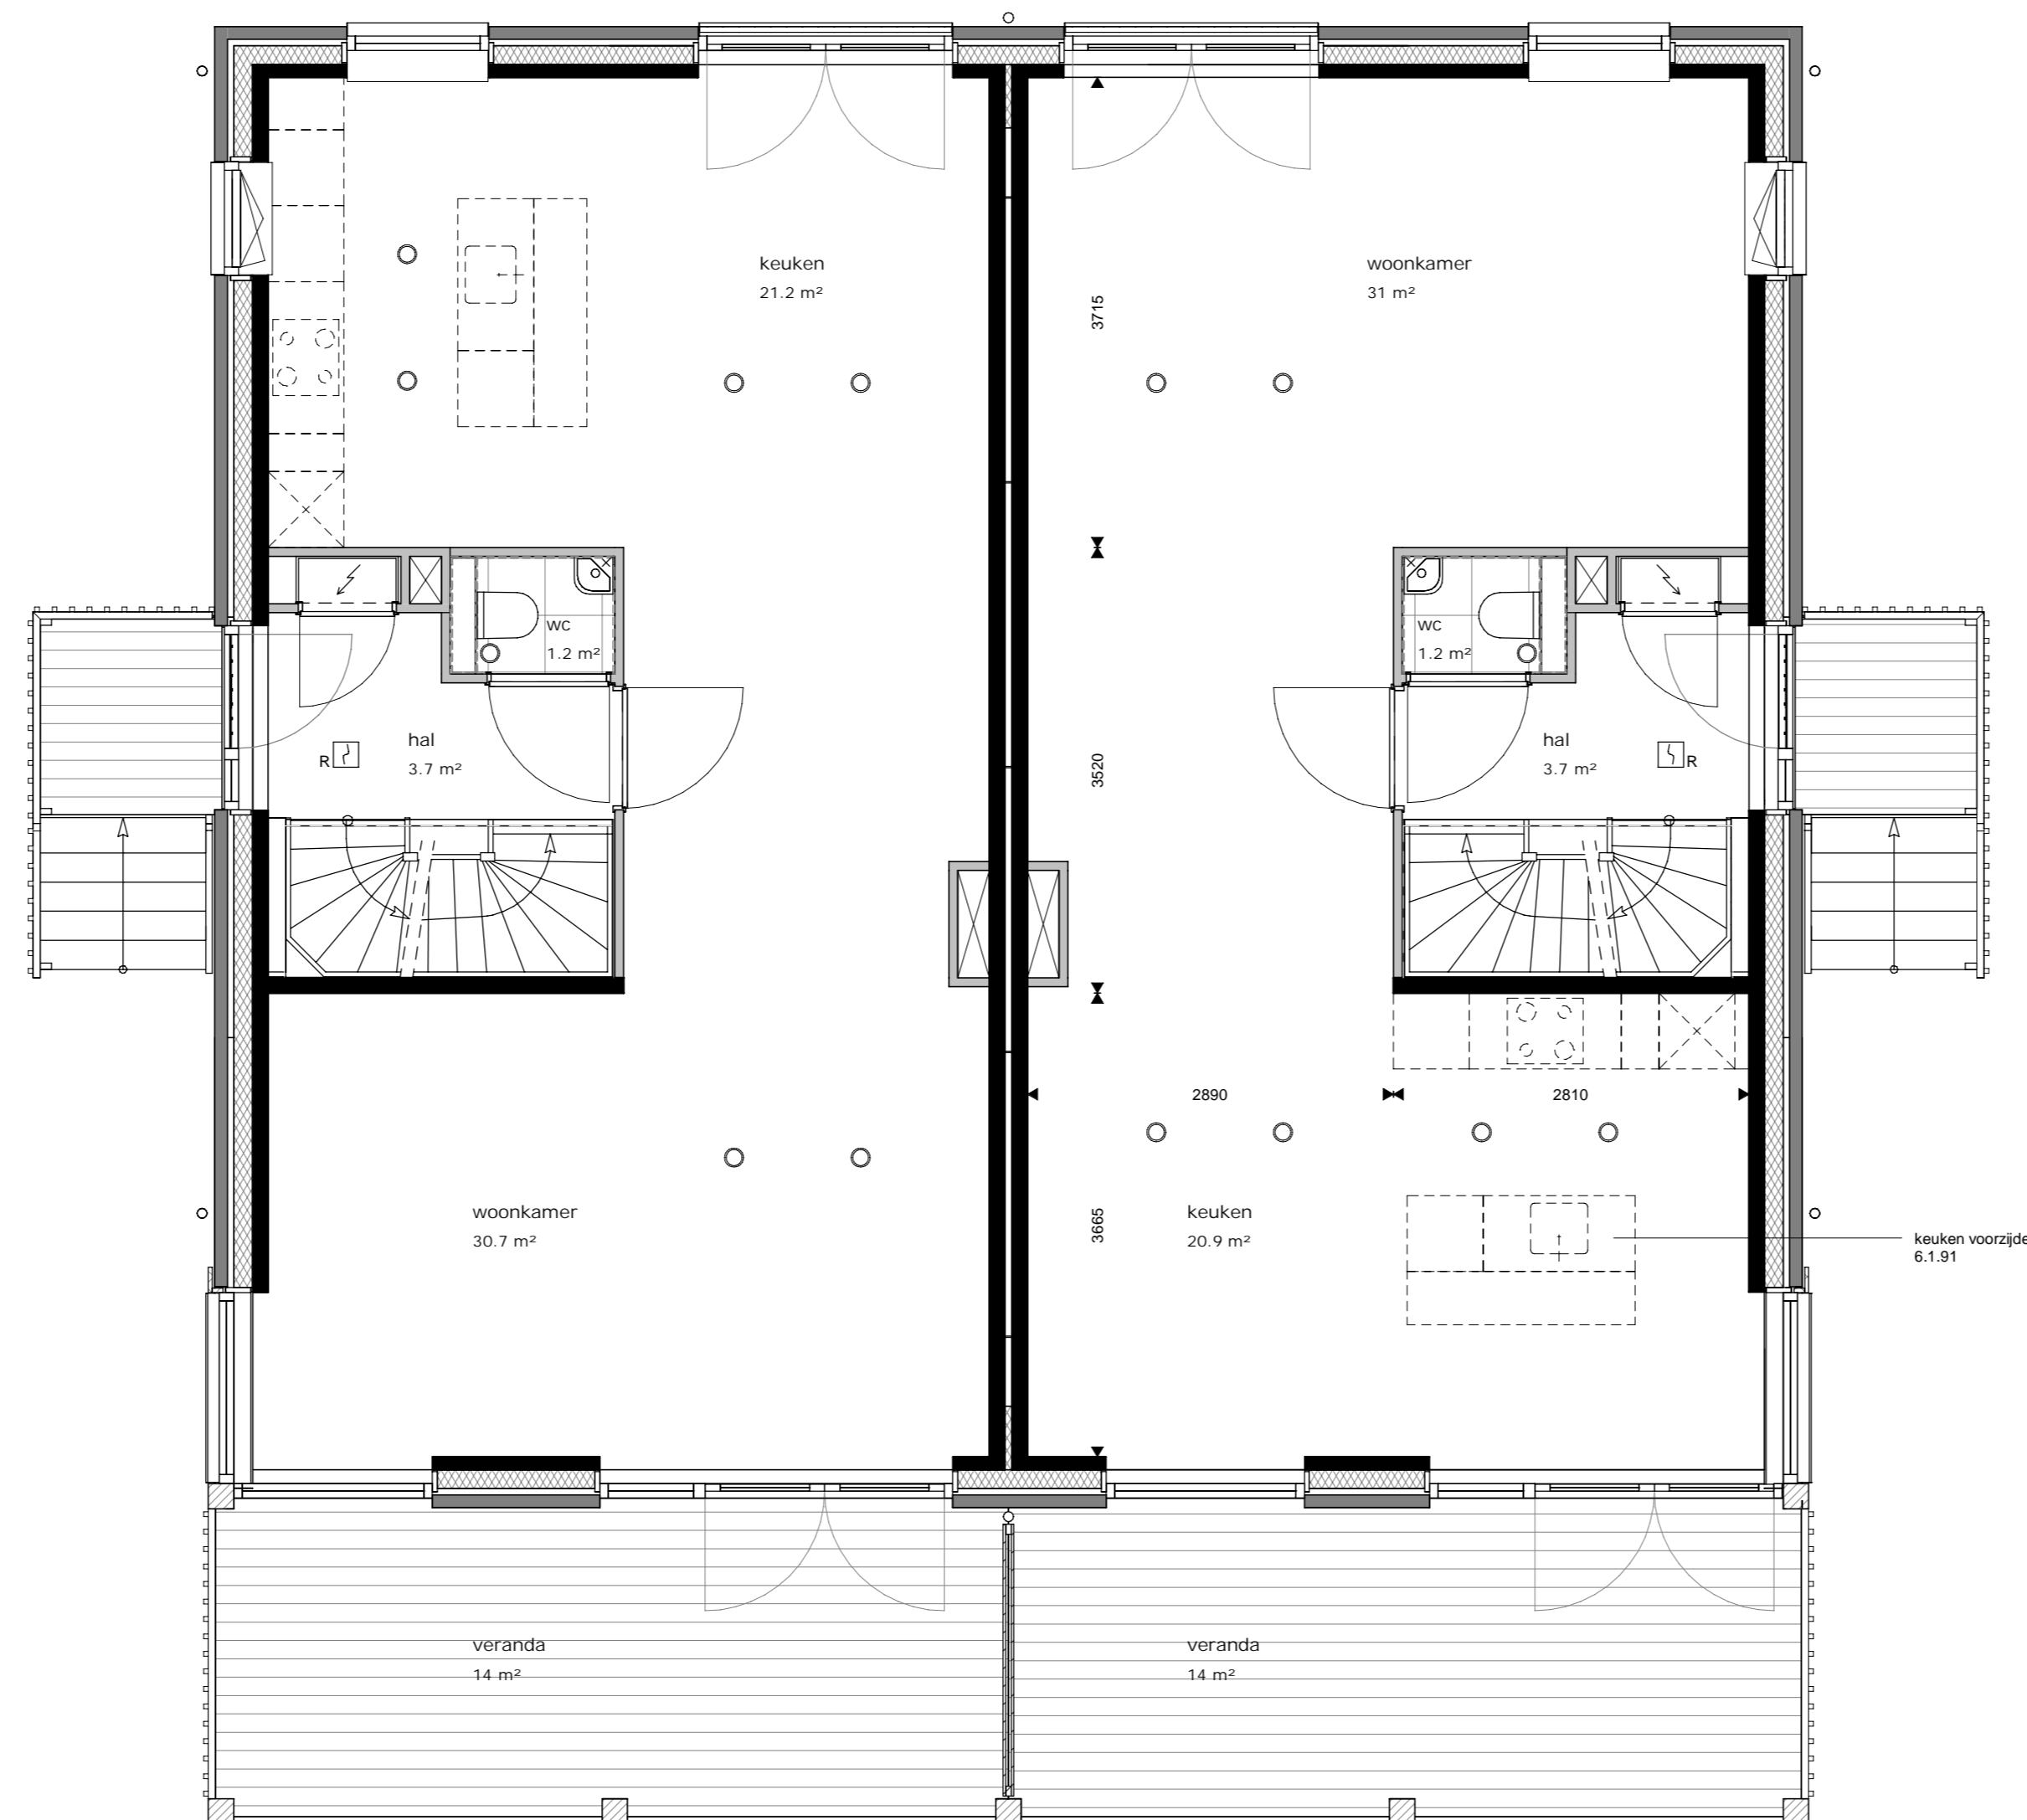 keuken
21.2 m²
woonkamer
31 m²
3715
wc
1.2 m²
wc
1.2 m²
hal
3.7 m²
R
3520
hal
3.7 m²
R
2890
2810
woonkamer
30.7 m²
3665
keuken
20.9 m²
keuken voorzijde
6.1.91
veranda
14 m²
veranda
14 m²